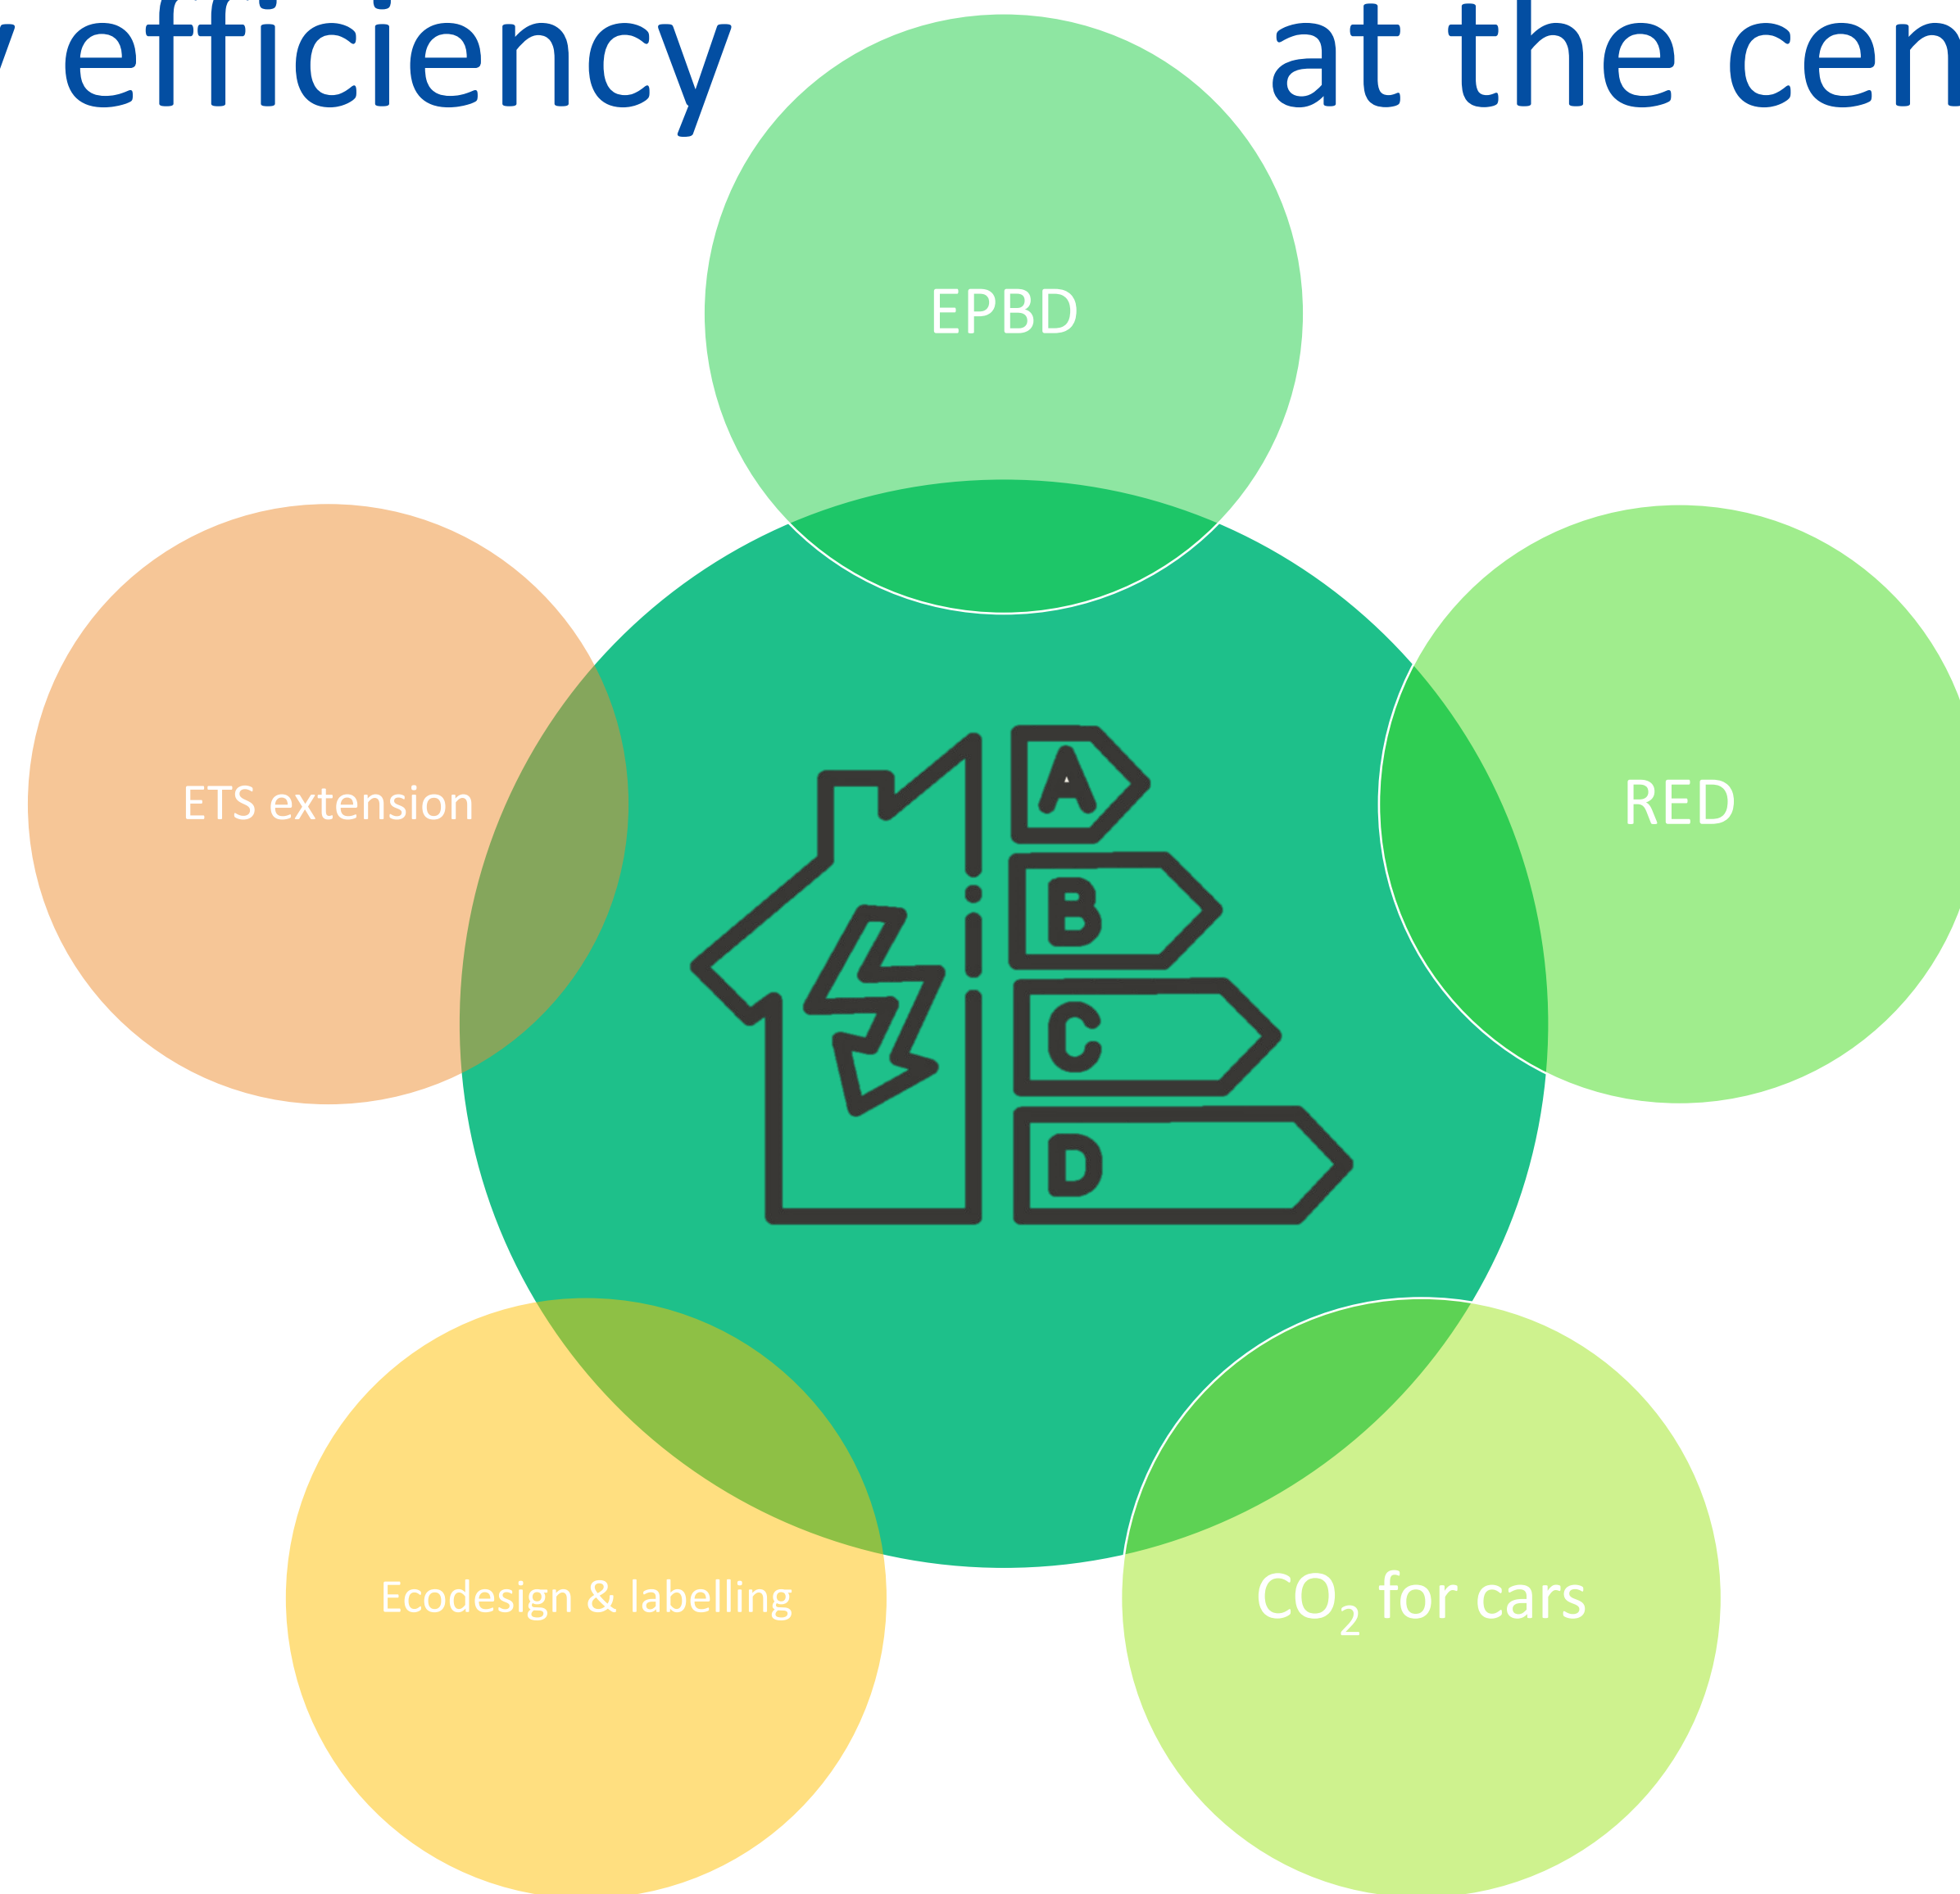 efficiency at the cen
EPBD
ETS extension
RED
A
B
C
D
Ecodesign & labelling
CO₂ for cars